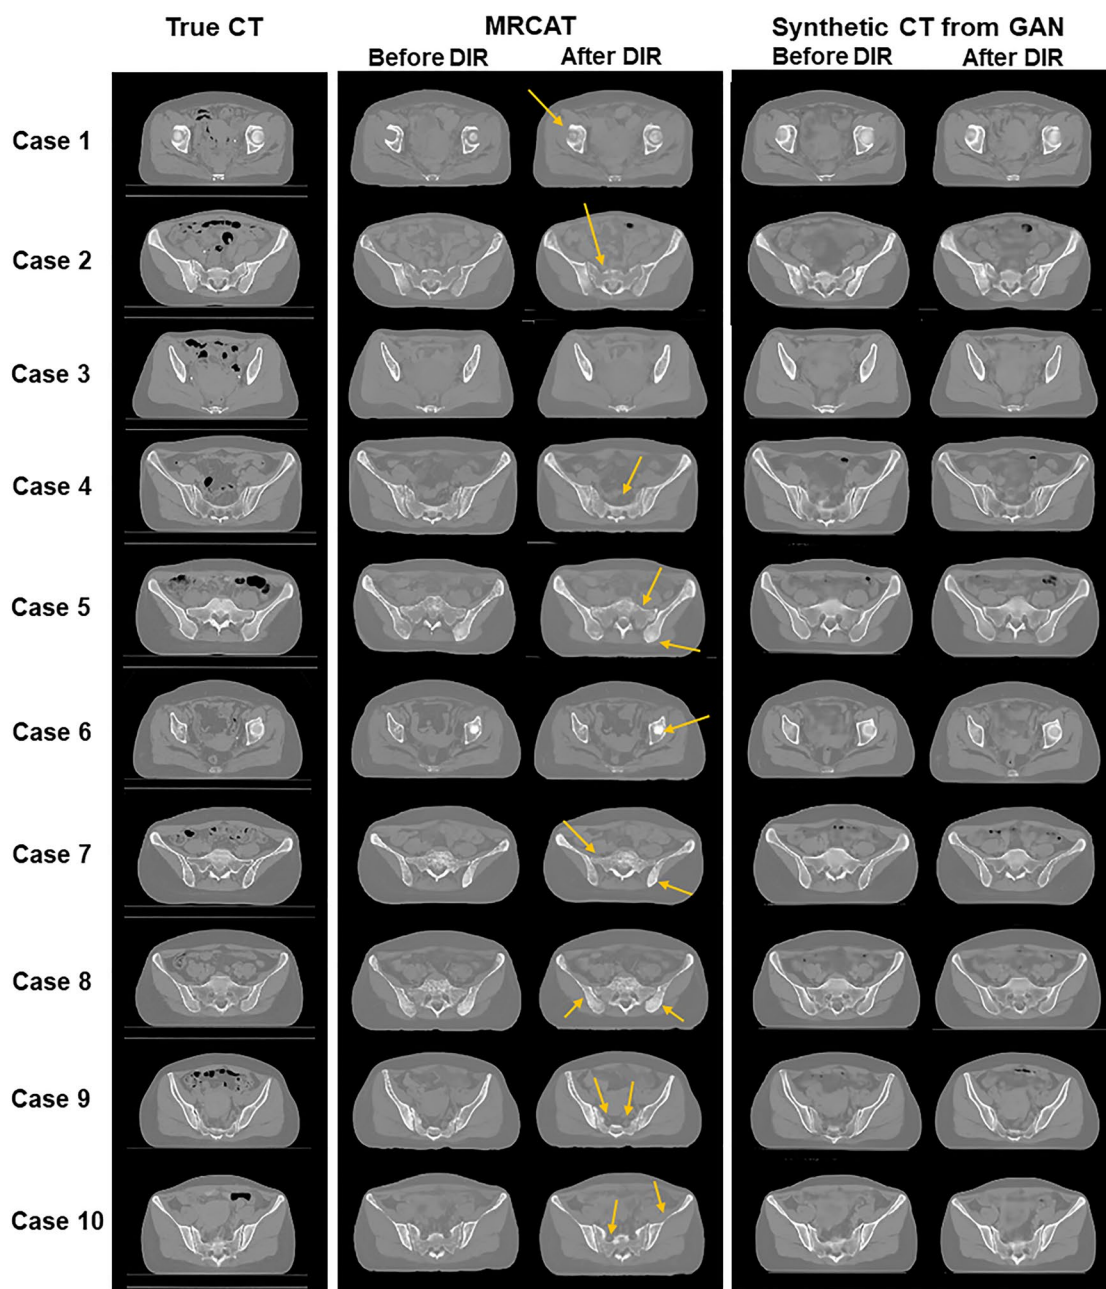 True CT MRCAT Synthetic CT from GAN
Before DIR After DIR Before DIR After DIR
Case 1
Case 2
Case 3
Case 4
Case 5
Case 6
Case 7
Case 8
Case 9
Case 10